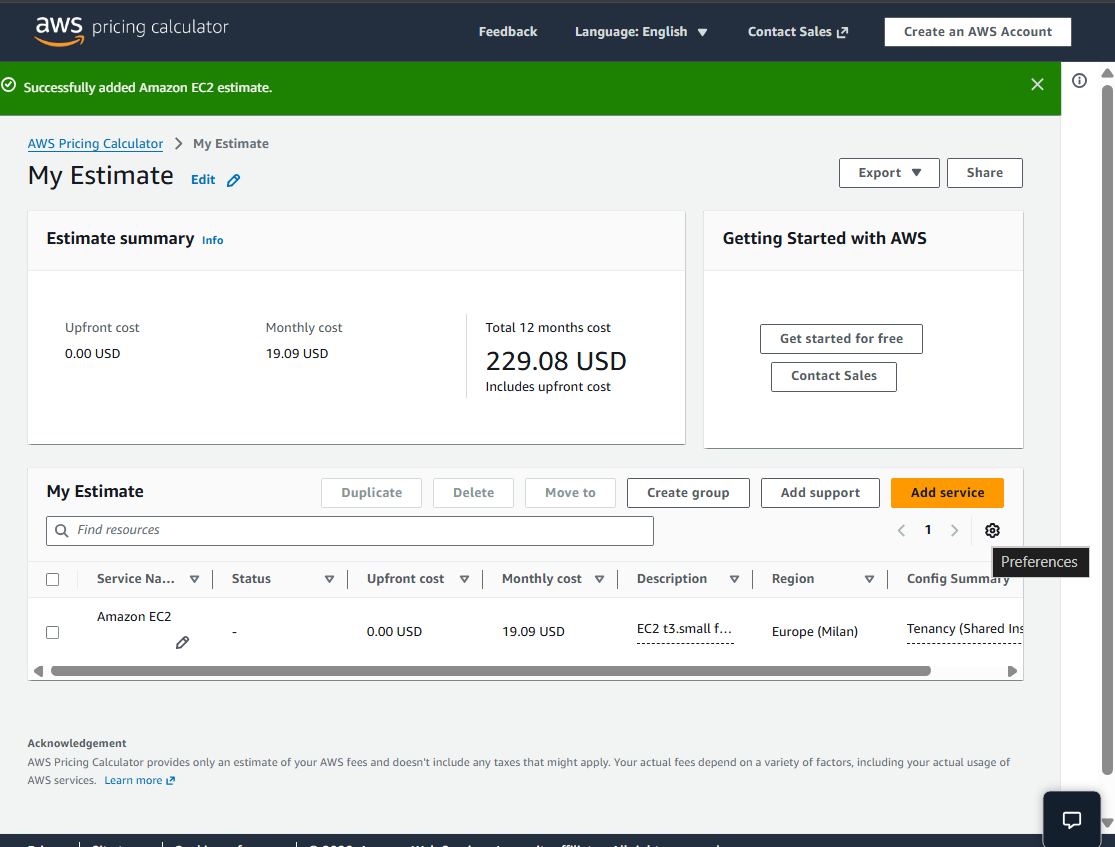 aws pricing calculator
Feedback
Language: English
Contact Sales
Create an AWS Account
Successfully added Amazon EC2 estimate.
AWS Pricing Calculator
My Estimate
My Estimate
Edit
Export
Share
Estimate summary Info
Getting Started with AWS
Upfront cost
0.00 USD
Monthly cost
19.09 USD
Total 12 months cost
229.08 USD
Includes upfront cost
Get started for free
Contact Sales
My Estimate
Duplicate
Delete
Move to
Create group
Add support
Add service
Find resources
1
Preferences
Service Na...
Status
Upfront cost
Monthly cost
Description
Region
Config Summary
Amazon EC2
-
0.00 USD
19.09 USD
EC2 t3.small f...
Europe (Milan)
Tenancy (Shared Ins
Acknowledgement
AWS Pricing Calculator provides only an estimate of your AWS fees and doesn't include any taxes that might apply. Your actual fees depend on a variety of factors, including your actual usage of
AWS services. Learn more